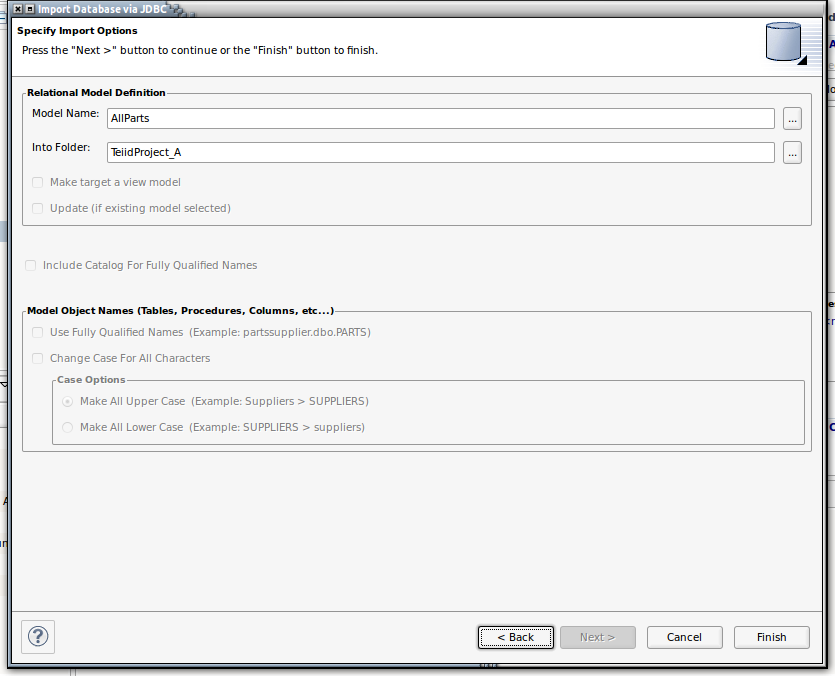 Import Database via JDBC
Specify Import Options
Press the "Next >" button to continue or the "Finish" button to finish.
Relational Model Definition
Model Name: AllParts ...
Into Folder: TeiidProject_A ...
Make target a view model
Update (if existing model selected)
Include Catalog For Fully Qualified Names
Model Object Names (Tables, Procedures, Columns, etc...)
Use Fully Qualified Names (Example: partssupplier.dbo.PARTS)
Change Case For All Characters
Case Options
Make All Upper Case (Example: Suppliers > SUPPLIERS)
Make All Lower Case (Example: SUPPLIERS > suppliers)
? < Back Next > Cancel Finish